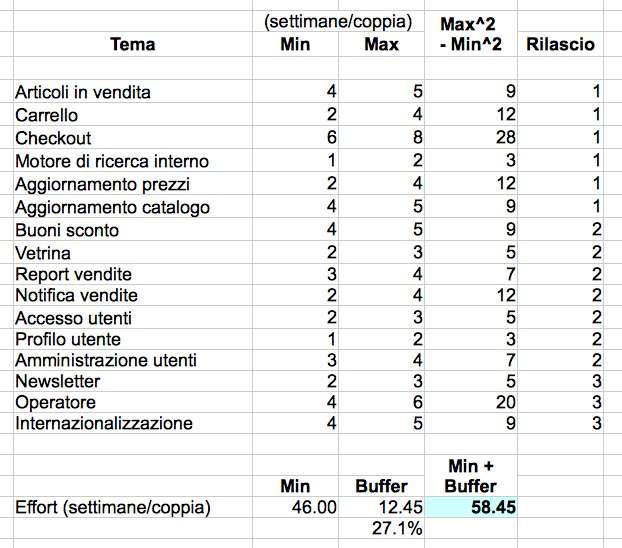 (settimane/coppia) Max^2
Tema Min Max - Min^2 Rilascio
Articoli in vendita 4 5 9 1
Carrello 2 4 12 1
Checkout 6 8 28 1
Motore di ricerca interno 1 2 3 1
Aggiornamento prezzi 2 4 12 1
Aggiornamento catalogo 4 5 9 1
Buoni sconto 4 5 9 2
Vetrina 2 3 5 2
Report vendite 3 4 7 2
Notifica vendite 2 4 12 2
Accesso utenti 2 3 5 2
Profilo utente 1 2 3 2
Amministrazione utenti 3 4 7 2
Newsletter 2 3 5 3
Operatore 4 6 20 3
Internazionalizzazione 4 5 9 3
Min +
Min Buffer Buffer
Effort (settimane/coppia) 46.00 12.45 58.45
27.1%